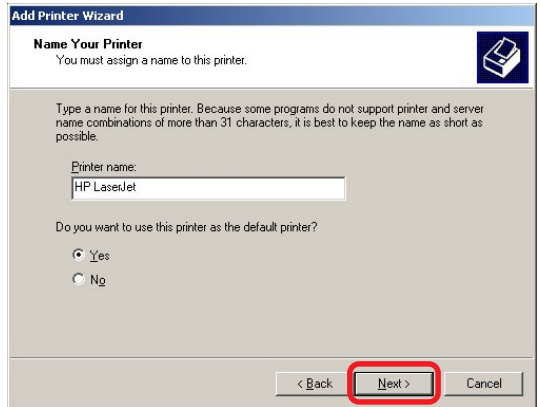 Add Printer Wizard
Name Your Printer
You must assign a name to this printer.
Type a name for this printer. Because some programs do not support printer and server
name combinations of more than 31 characters, it is best to keep the name as short as
possible.
Printer name:
HP LaserJet
Do you want to use this printer as the default printer?
Yes
No
< Back
Next >
Cancel